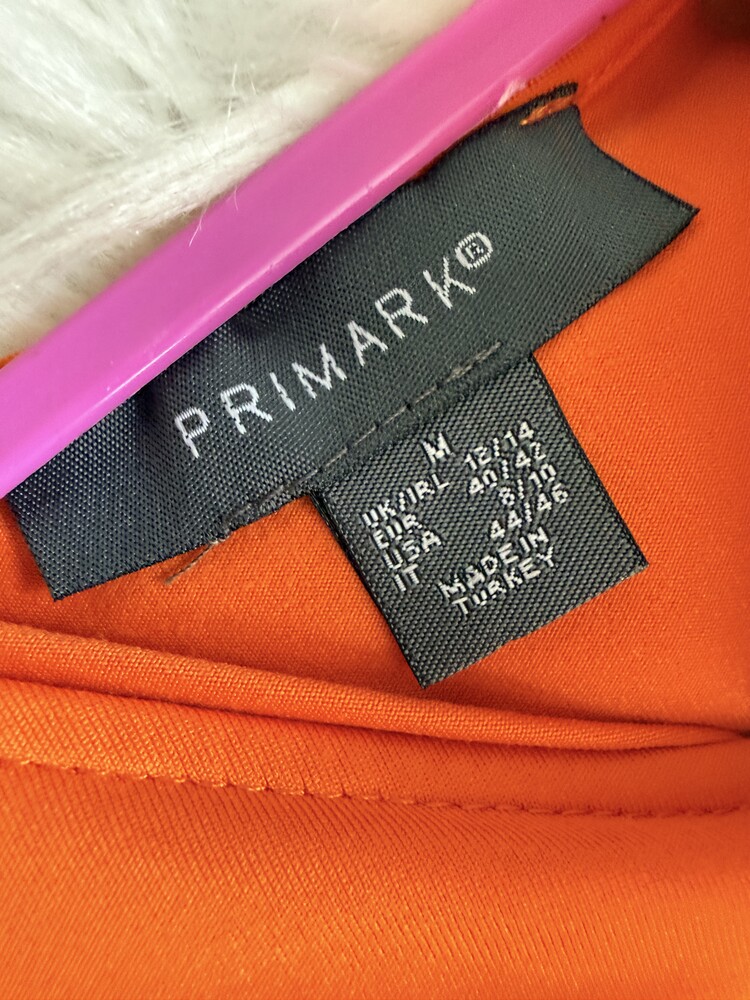 PRIMARK®
M
UK/IRL 12/14
EUR 40/42
USA 8/10
IT 44/46
MADE IN
TURKEY